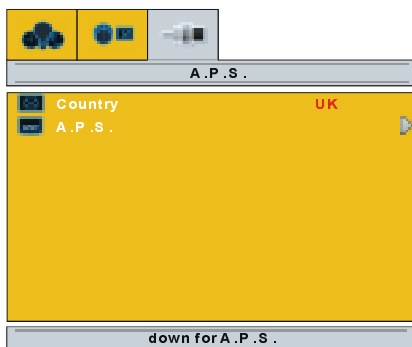 A.P.S.
Country UK
A.P.S.
down for A.P.S.